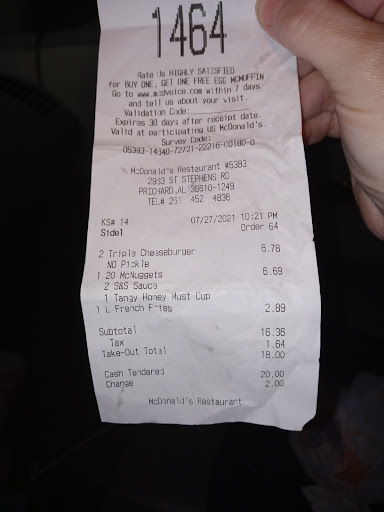 1464
Rate Us HIGHLY SATISFIED
for BUY ONE, GET ONE FREE EGG MCMUFFIN
Go to www.mcdvoice.com within 7 days
and tell us about your visit.
Validation Code:
Expires 30 days after receipt date.
Valid at participating US McDonald's.
Survey Code:
05383-14640-72721-22216-00180-0
McDonald's Restaurant #5383
2953 ST STEPHENS RD
PRICHARD,AL 36610-1249
TEL# 251 452 4836
KS# 14 07/27/2021 10:21 PM
Side1 Order 64
2 Triple Cheeseburger 6.78
NO Pickle
1 20 McNuggets 6.69
2 S&S Sauce
1 Tangy Honey Must Cup
1 L French Fries 2.89
Subtotal 16.36
Tax 1.64
Take-Out Total 18.00
Cash Tendered 20.00
Change 2.00
McDonald's Restaurant